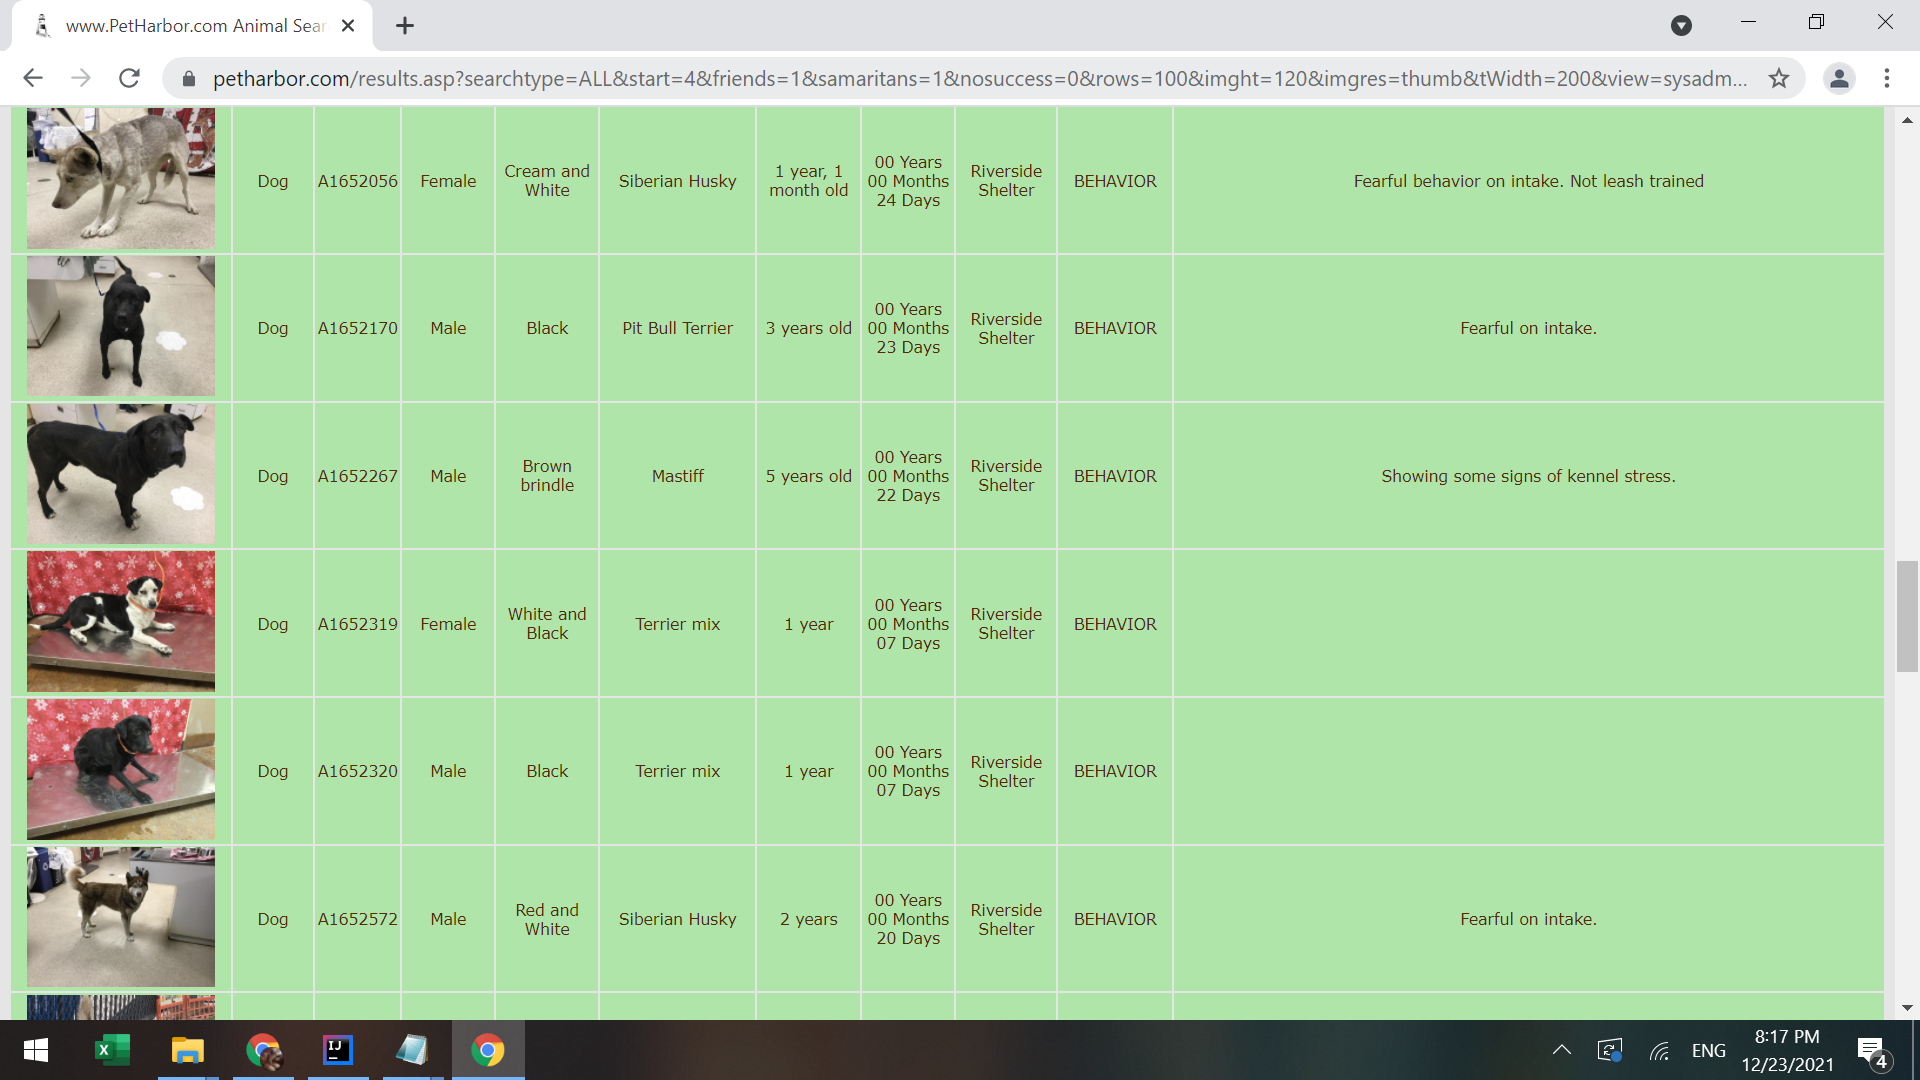 www.PetHarbor.com Animal Sear
petharbor.com/results.asp?searchtype=ALL&start=4&friends=1&samaritans=1&nosuccess=0&rows=100&imght=120&imgres=thumb&tWidth=200&view=sysadm...
Dog
A1652056
Female
Cream and
White
Siberian Husky
1 year, 1
month old
00 Years
00 Months
24 Days
Riverside
Shelter
BEHAVIOR
Fearful behavior on intake. Not leash trained
Dog
A1652170
Male
Black
Pit Bull Terrier
3 years old
00 Years
00 Months
23 Days
Riverside
Shelter
BEHAVIOR
Fearful on intake.
Dog
A1652267
Male
Brown
brindle
Mastiff
5 years old
00 Years
00 Months
22 Days
Riverside
Shelter
BEHAVIOR
Showing some signs of kennel stress.
Dog
A1652319
Female
White and
Black
Terrier mix
1 year
00 Years
00 Months
07 Days
Riverside
Shelter
BEHAVIOR
Dog
A1652320
Male
Black
Terrier mix
1 year
00 Years
00 Months
07 Days
Riverside
Shelter
BEHAVIOR
Dog
A1652572
Male
Red and
White
Siberian Husky
2 years
00 Years
00 Months
20 Days
Riverside
Shelter
BEHAVIOR
Fearful on intake.
X
IJ
ENG
8:17 PM
12/23/2021
4